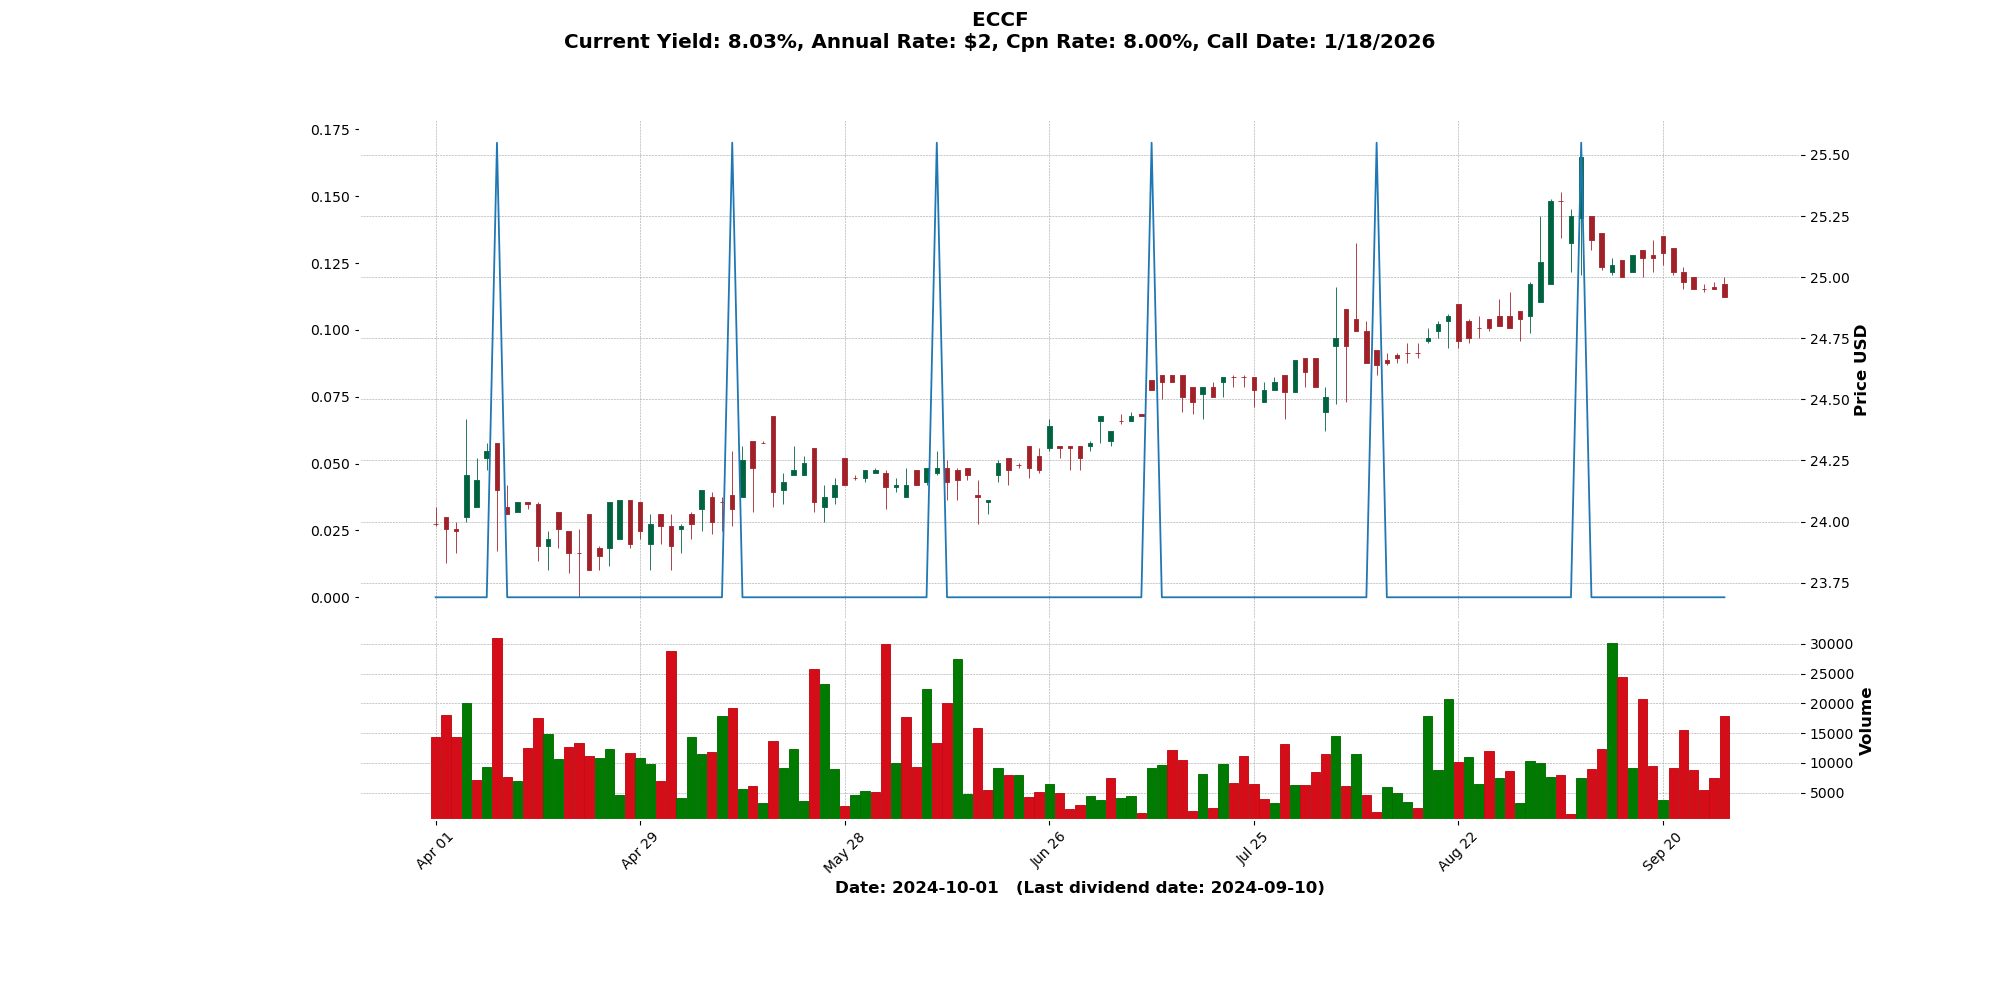 ECCF
Current Yield: 8.03%, Annual Rate: $2, Cpn Rate: 8.00%, Call Date: 1/18/2026
0.175
0.150
0.125
0.100
0.075
0.050
0.025
0.000
25.50
25.25
25.00
24.75
24.50
24.25
24.00
23.75
Price USD
30000
25000
20000
15000
10000
5000
Volume
Apr 01
Apr 29
May 28
Jun 26
Jul 25
Aug 22
Sep 20
Date: 2024-10-01 (Last dividend date: 2024-09-10)